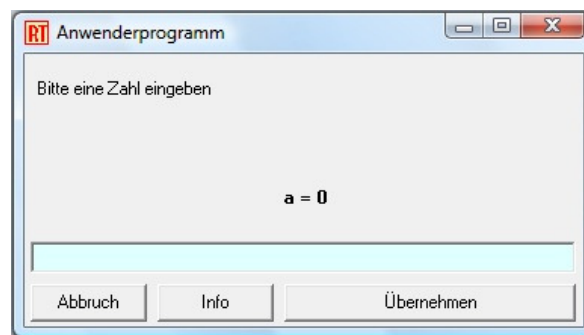 RT Anwenderprogramm
Bitte eine Zahl eingeben
a = 0
Abbruch Info Übernehmen